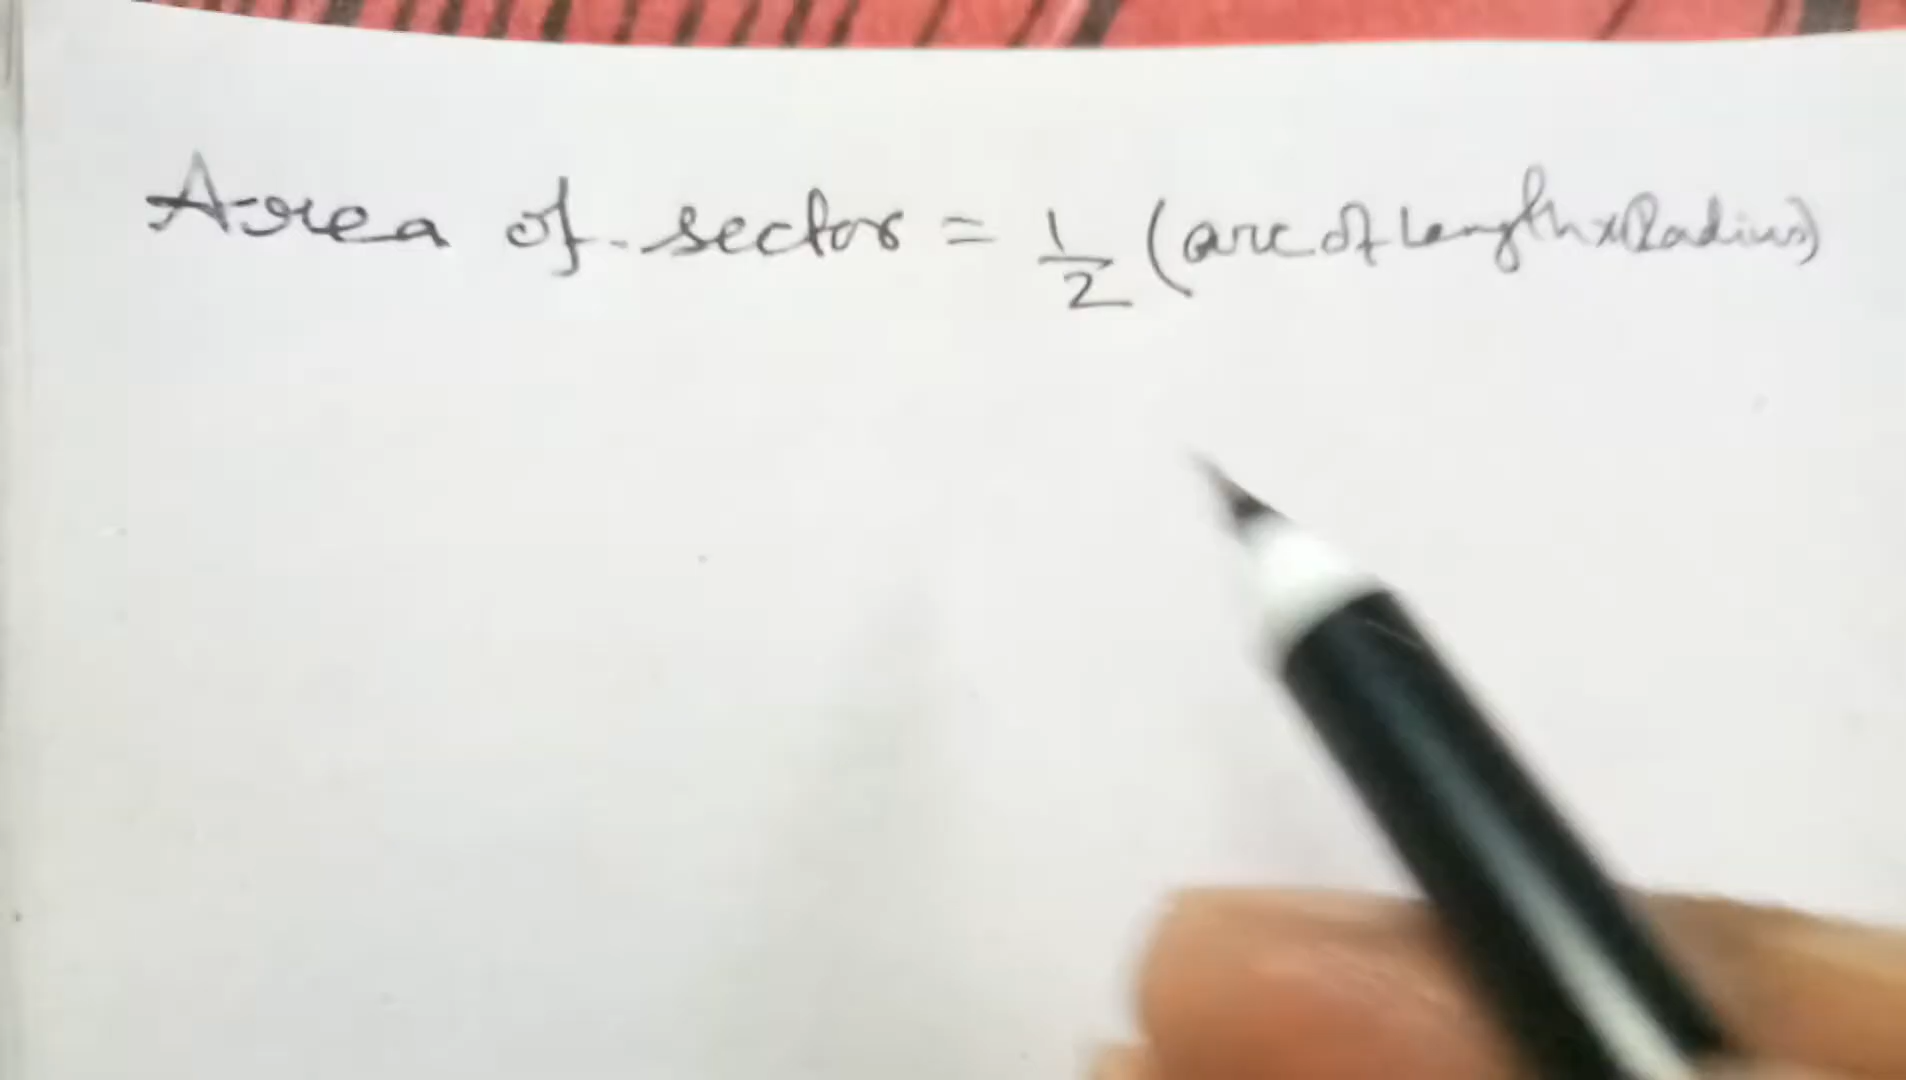 Area of sector = 1/2 (arc of length x Radius)